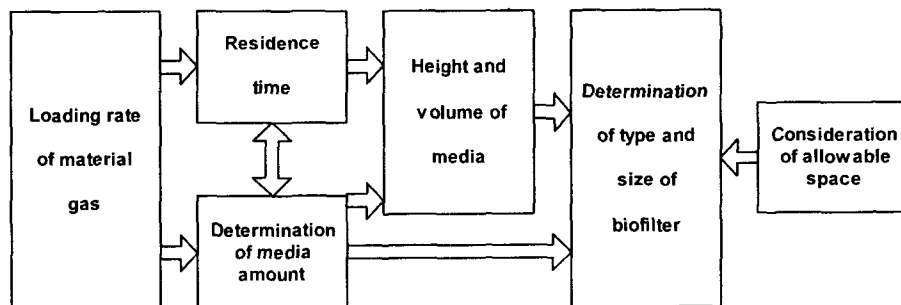 Loading rate
of material
gas
Residence
time
Determination
of media
amount
Height and
volume of
media
Determination
of type and
size of
biofilter
Consideration
of allowable
space